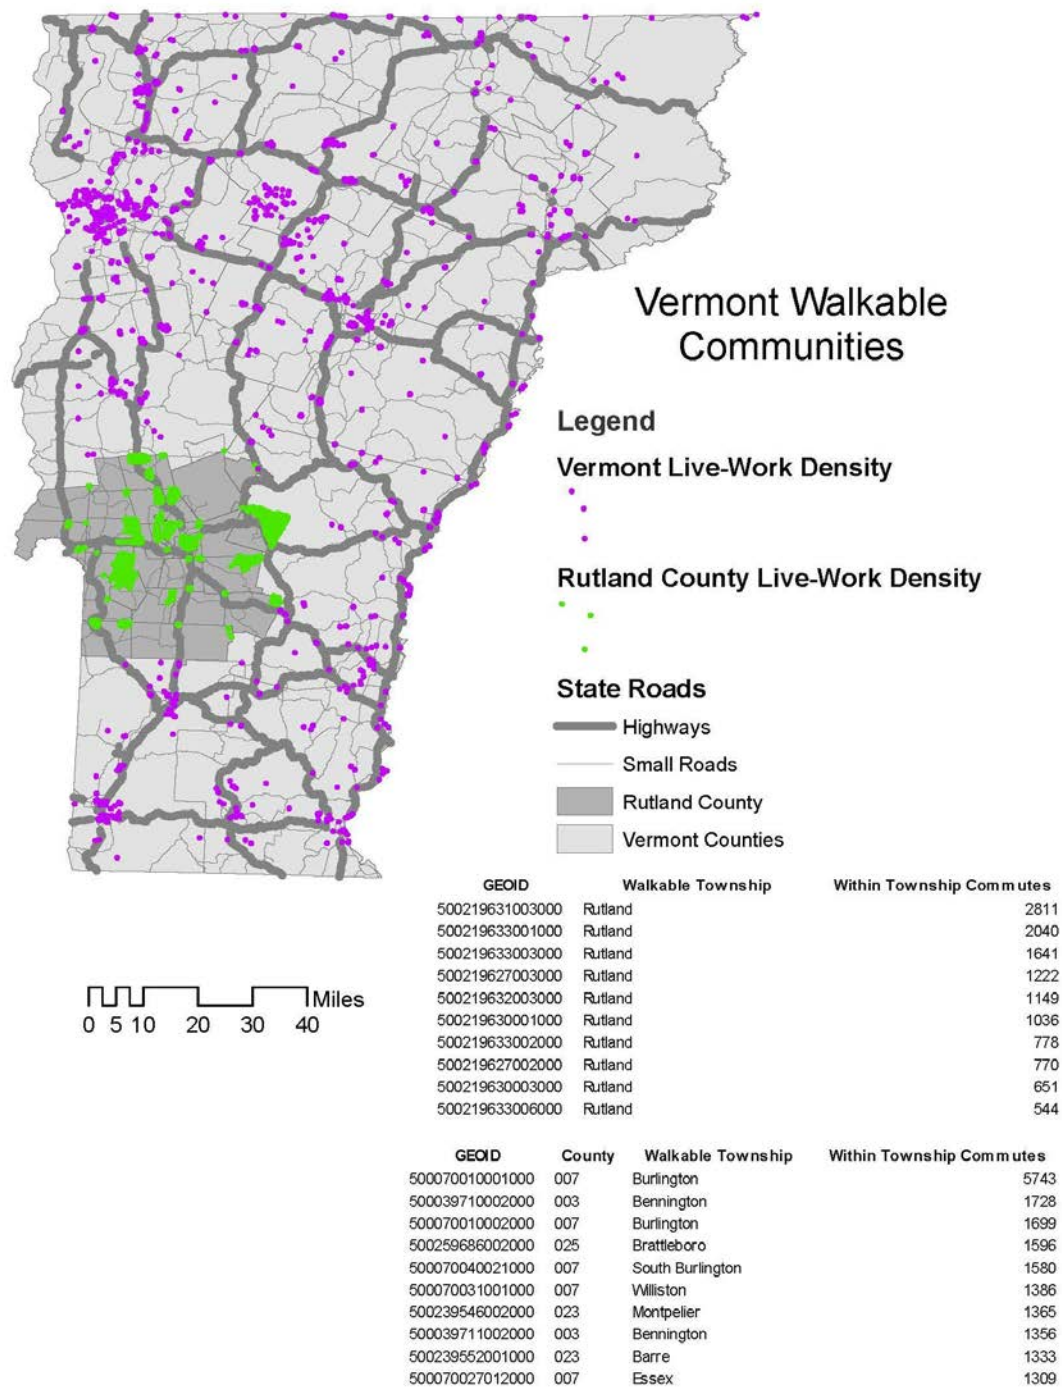 Vermont Walkable
Communities
Legend
Vermont Live-Work Density
Rutland County Live-Work Density
State Roads
Highways
Small Roads
Rutland County
Vermont Counties
GEOID Walkable Township Within Township Commutes
500219631003000 Rutland 2811
500219633001000 Rutland 2040
500219633003000 Rutland 1641
500219627003000 Rutland 1222
500219632003000 Rutland 1149
500219630001000 Rutland 1036
500219633002000 Rutland 778
500219627002000 Rutland 770
500219630003000 Rutland 651
500219633006000 Rutland 544
Miles
0 5 10 20 30 40
GEOID County Walkable Township Within Township Commutes
500070010001000 007 Burlington 5743
500039710002000 003 Bennington 1728
500070010002000 007 Burlington 1699
500259686002000 025 Brattleboro 1596
500070040021000 007 South Burlington 1580
500070031001000 007 Williston 1386
500239546002000 023 Montpelier 1365
500039711002000 003 Bennington 1356
500239552001000 023 Barre 1333
500070027012000 007 Essex 1309